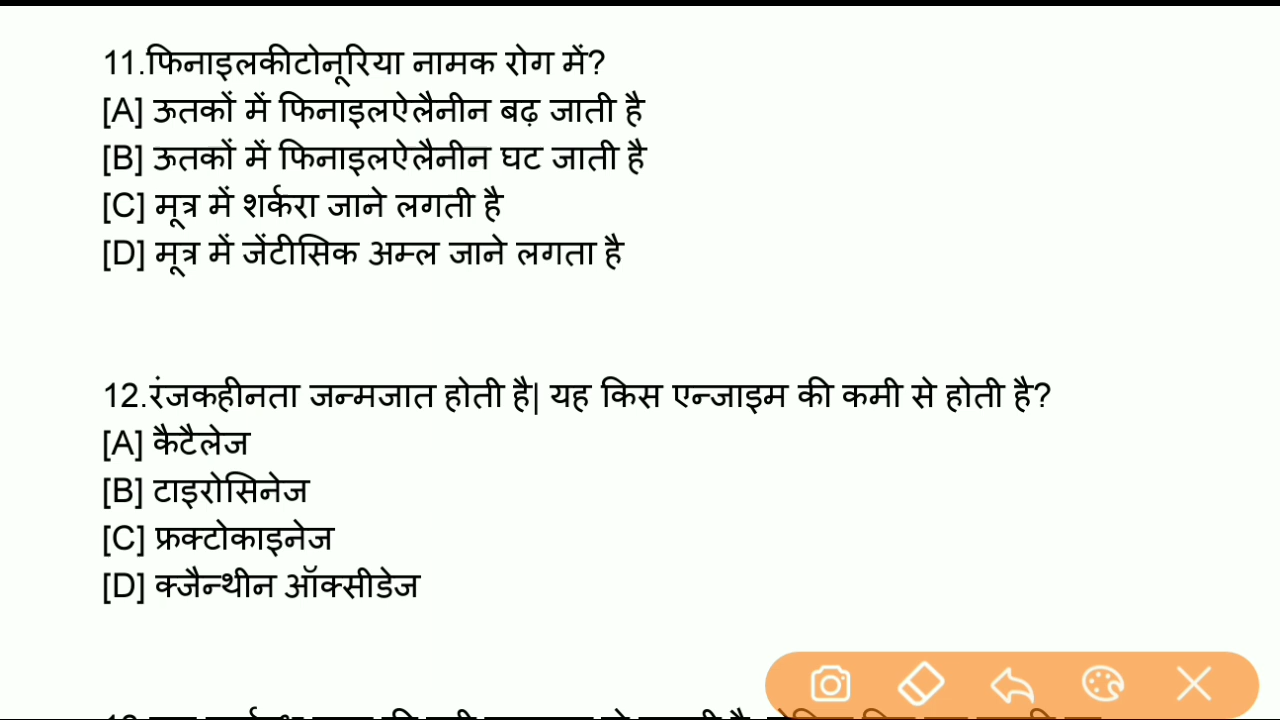 11.फिनाइलकीटोनूरिया नामक रोग में?
[A] ऊतकों में फिनाइलऐलैनीन बढ़ जाती है
[B] ऊतकों में फिनाइलऐलैनीन घट जाती है
[C] मूत्र में शर्करा जाने लगती है
[D] मूत्र में जेंटीसिक अम्ल जाने लगता है
12.रंजकहीनता जन्मजात होती है| यह किस एन्जाइम की कमी से होती है?
[A] कैटैलेज
[B] टाइरोसिनेज
[C] फ्रक्टोकाइनेज
[D] क्जैन्थीन ऑक्सीडेज